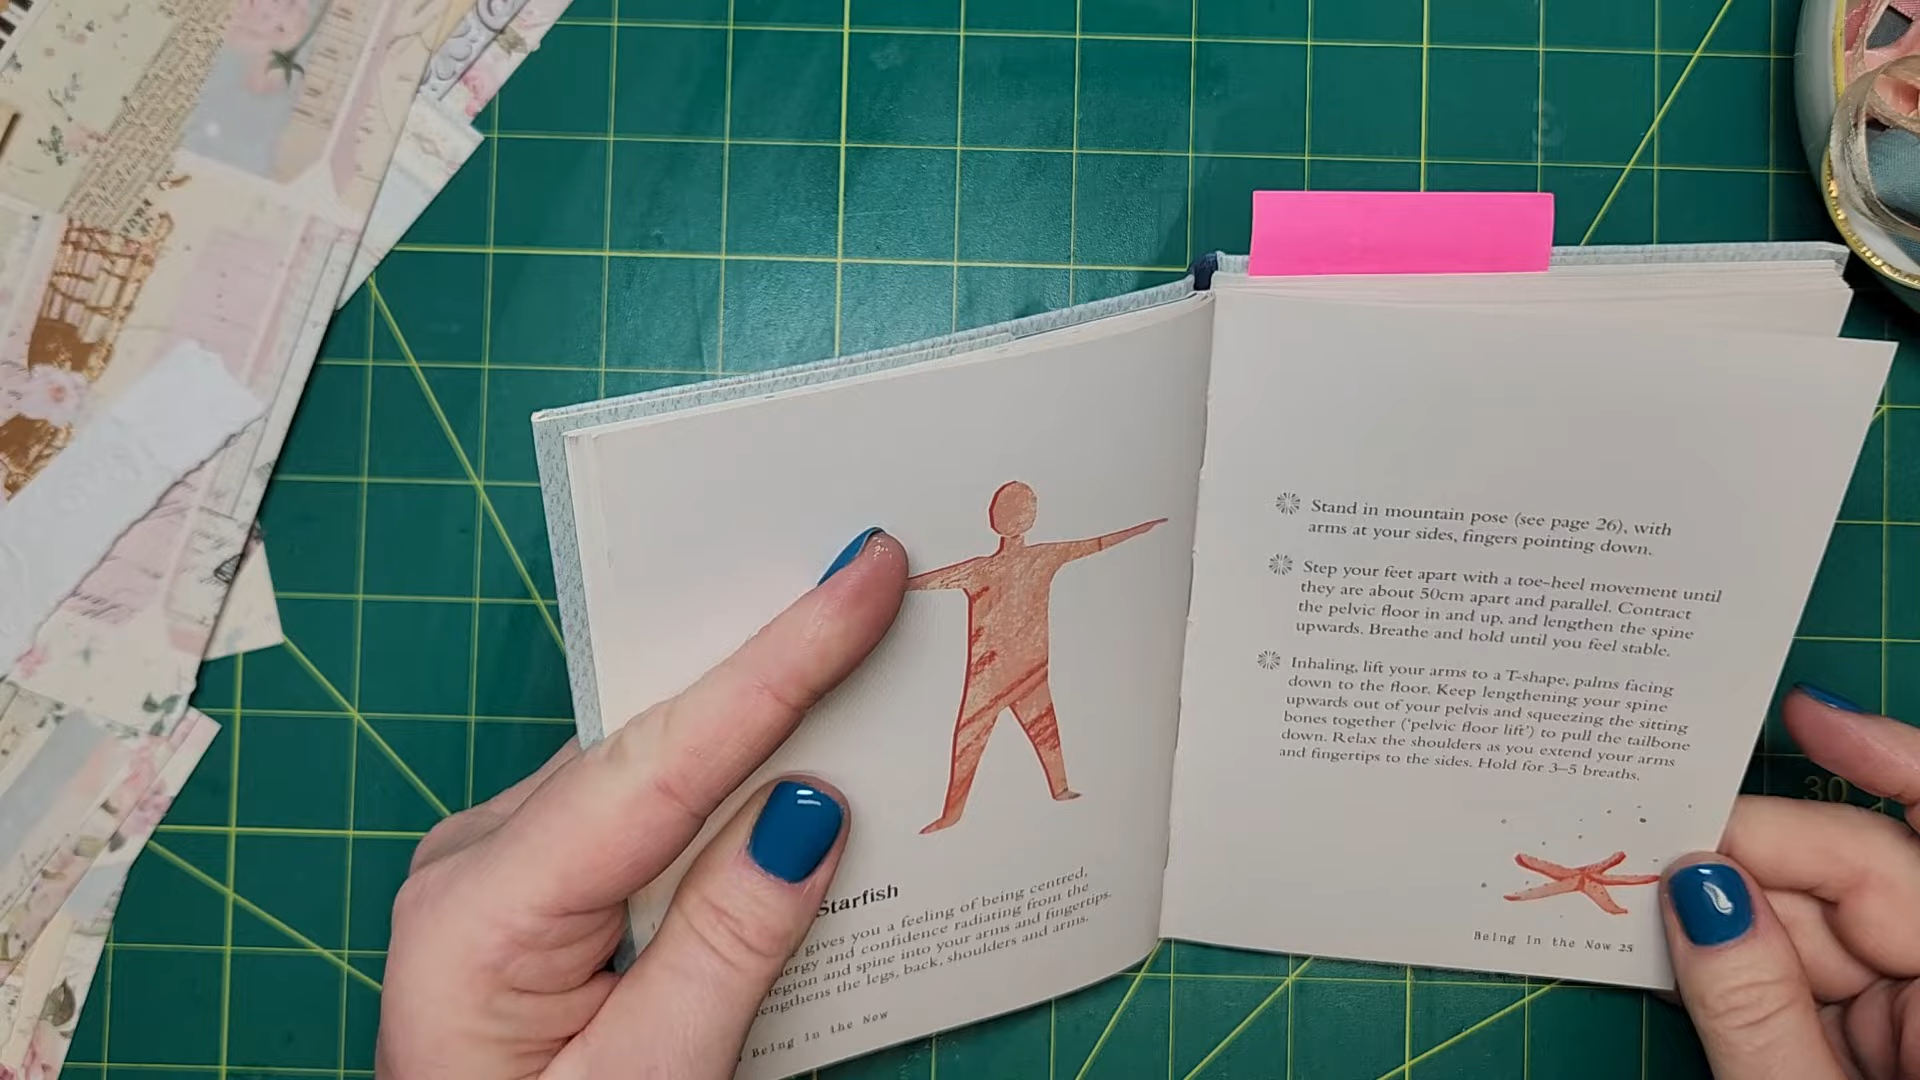 Starfish
gives you a feeling of being centred,
and confidence radiating from the
region and spine into your arms and fingertips.
the legs, back, shoulders and arms.
Being in the Now
Stand in mountain pose (see page 26), with
arms at your sides, fingers pointing down.
Step your feet apart with a toe-heel movement until
they are about 50cm apart and parallel. Contract
the pelvic floor in and up, and lengthen the spine
upwards. Breathe and hold until you feel stable.
Inhaling, lift your arms to a T-shape, palms facing
down to the floor. Keep lengthening your spine
upwards out of your pelvis and squeezing the sitting
bones together (‘pelvic floor lift’) to pull the tailbone
down. Relax the shoulders as you extend your arms
and fingertips to the sides. Hold for 3–5 breaths.
Being in the Now 25
30